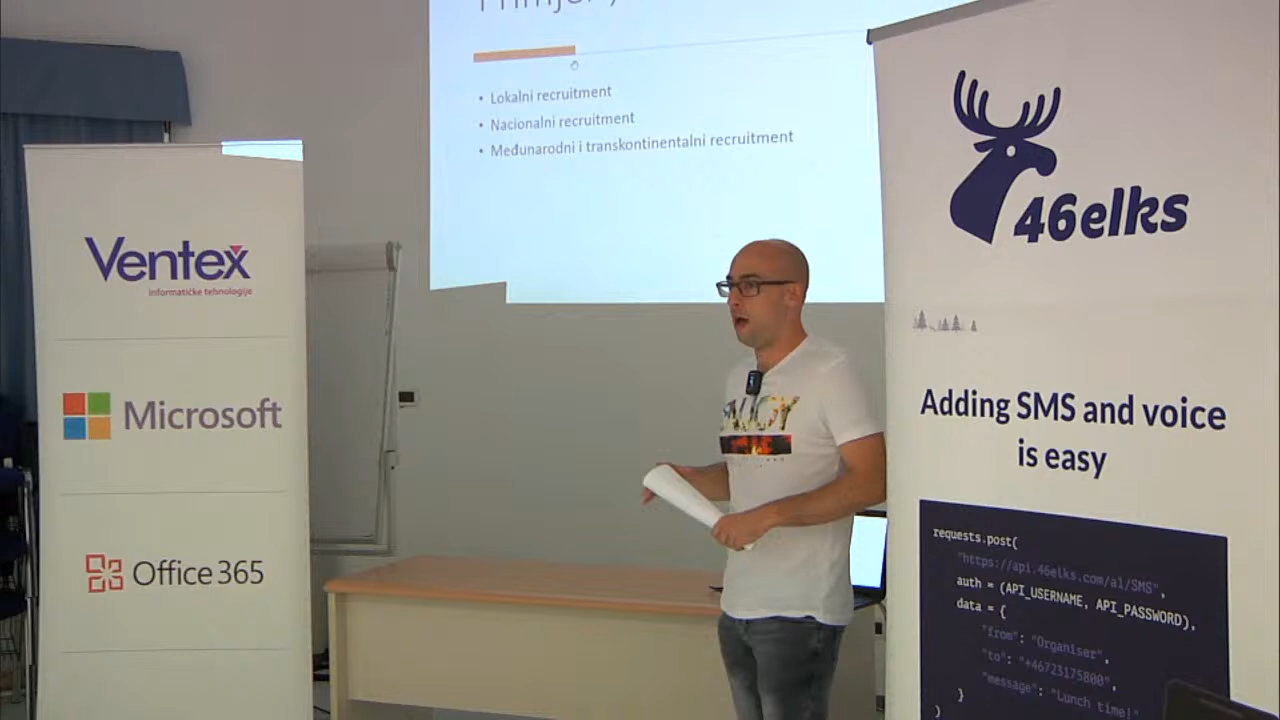 Lokalni recruitment
Nacionalni recruitment
Međunarodni i transkontinentalni recruitment
Ventex
informatičke tehnologije
Microsoft
Office 365
46elks
Adding SMS and voice
is easy
requests.post(
"https://api.46elks.com/a1/SMS",
auth = (API_USERNAME, API_PASSWORD),
data = {
"from": "Organiser",
"to": "+46723175800",
"message": "Lunch time!"
}
)